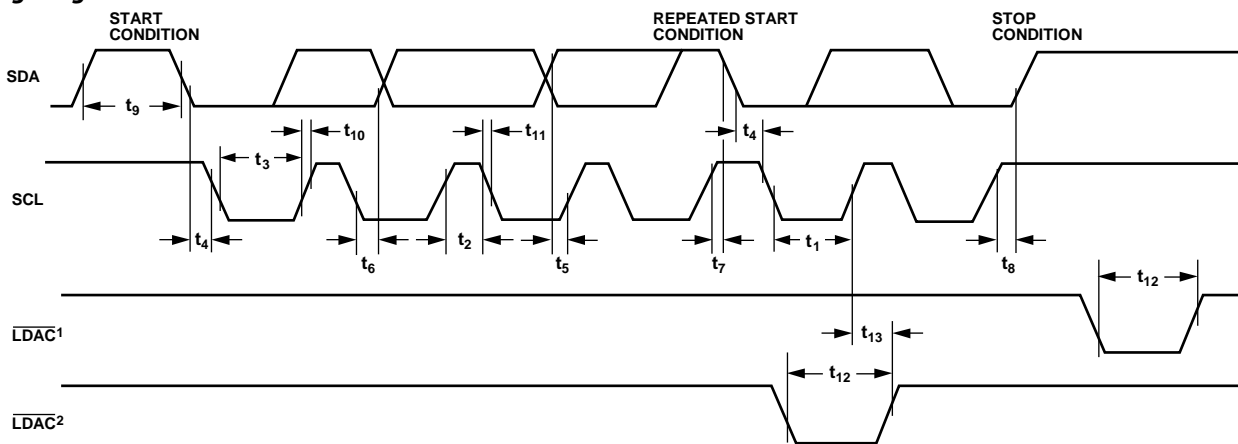 START
CONDITION
REPEATED START
CONDITION
STOP
CONDITION
SDA
t9
t10
t11
t4
t3
SCL
t4
t6
t2
t5
t7
t1
t8
t12
LDAC1
t13
t12
LDAC2